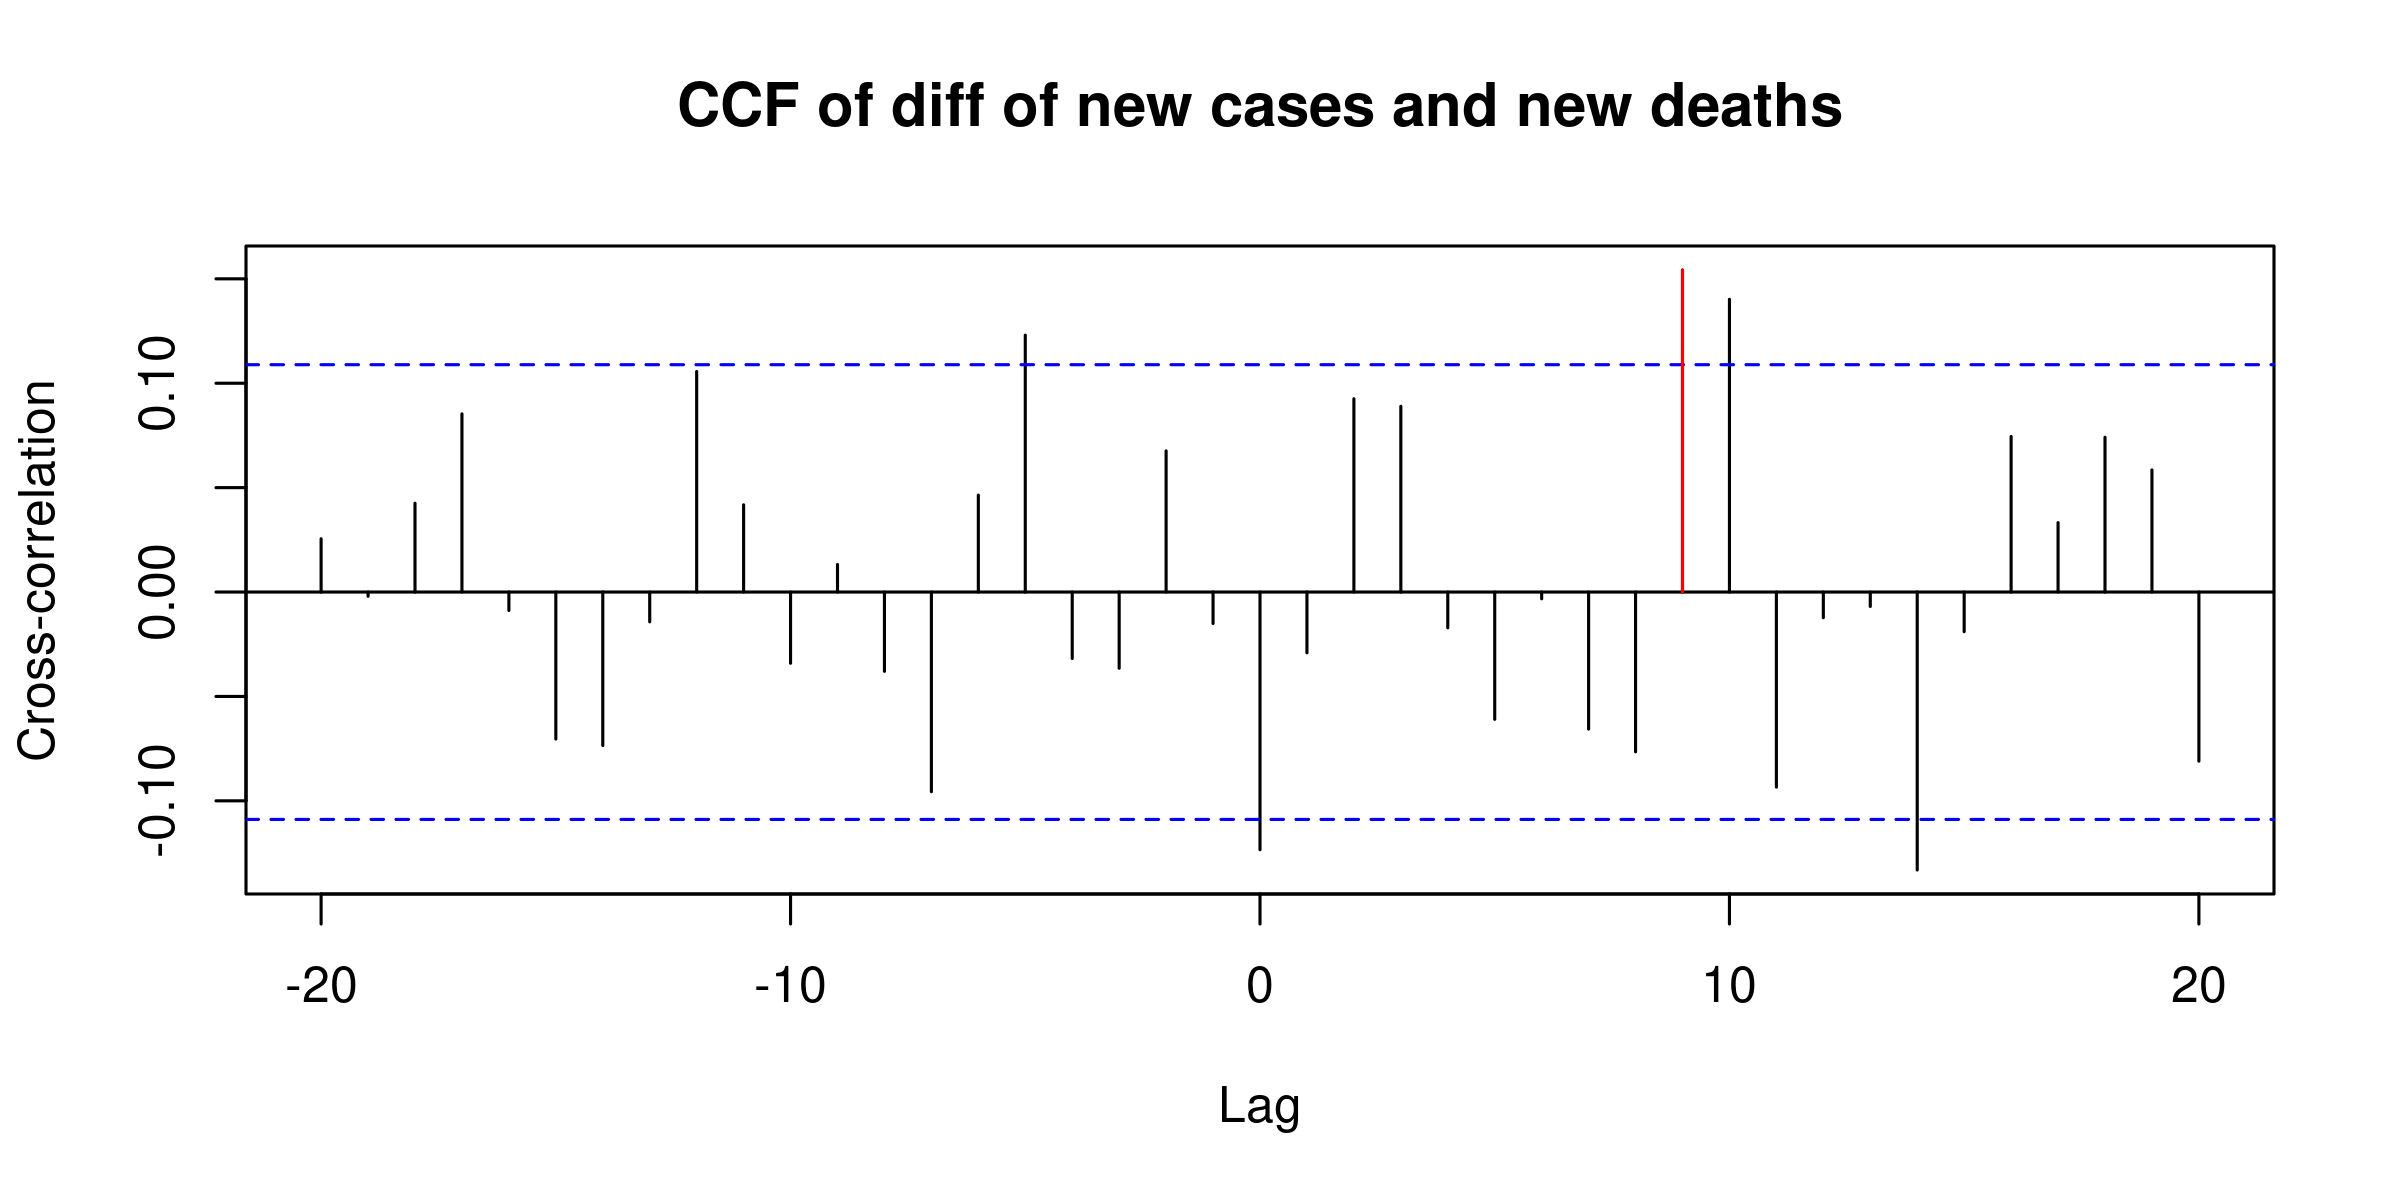 CCF of diff of new cases and new deaths
Cross-correlation
0.10
0.00
-0.10
-20 -10 0 10 20
Lag